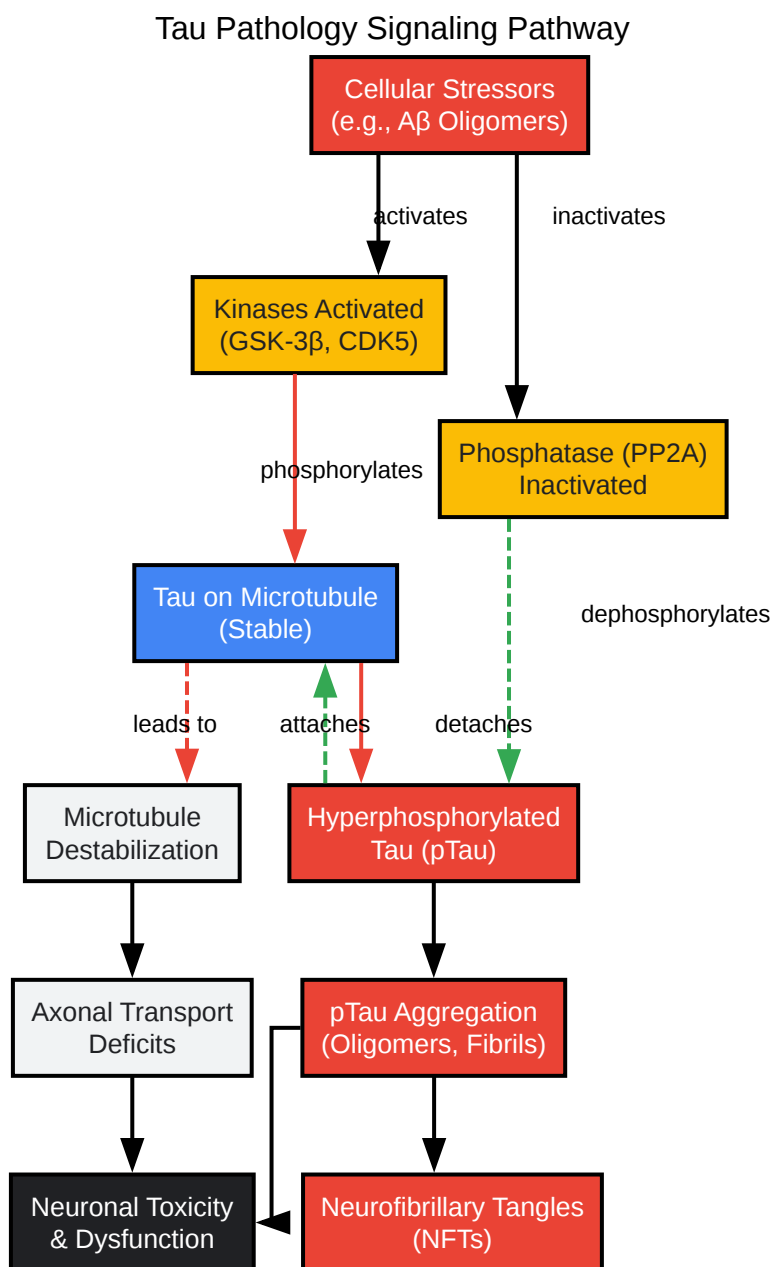 Tau Pathology Signaling Pathway
Cellular Stressors
(e.g., Aβ Oligomers)
activates
inactivates
Kinases Activated
(GSK-3β, CDK5)
phosphorylates
Phosphatase (PP2A)
Inactivated
Tau on Microtubule
(Stable)
dephosphorylates
leads to
attaches
detaches
Microtubule
Destabilization
Hyperphosphorylated
Tau (pTau)
Axonal Transport
Deficits
pTau Aggregation
(Oligomers, Fibrils)
Neuronal Toxicity
& Dysfunction
Neurofibrillary Tangles
(NFTs)